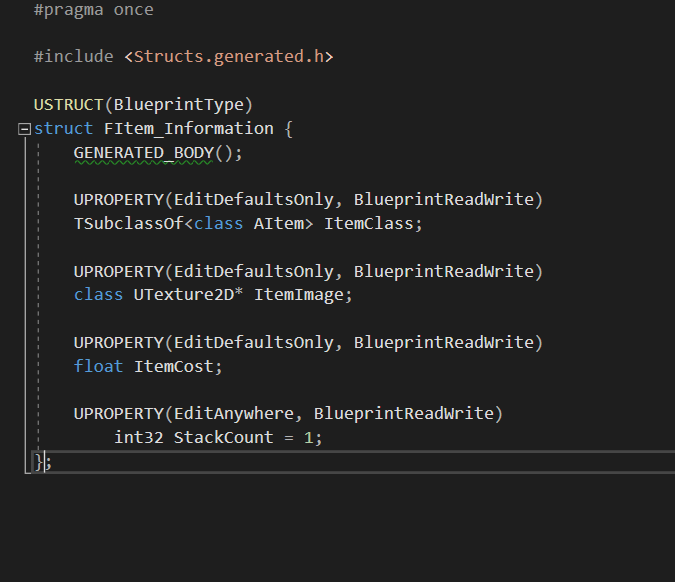 #pragma once
#include <Structs.generated.h>
USTRUCT(BlueprintType)
struct FItem_Information {
GENERATED_BODY();
UPROPERTY(EditDefaultsOnly, BlueprintReadWrite)
TSubclassOf<class AItem> ItemClass;
UPROPERTY(EditDefaultsOnly, BlueprintReadWrite)
class UTexture2D* ItemImage;
UPROPERTY(EditDefaultsOnly, BlueprintReadWrite)
float ItemCost;
UPROPERTY(EditAnywhere, BlueprintReadWrite)
int32 StackCount = 1;
};